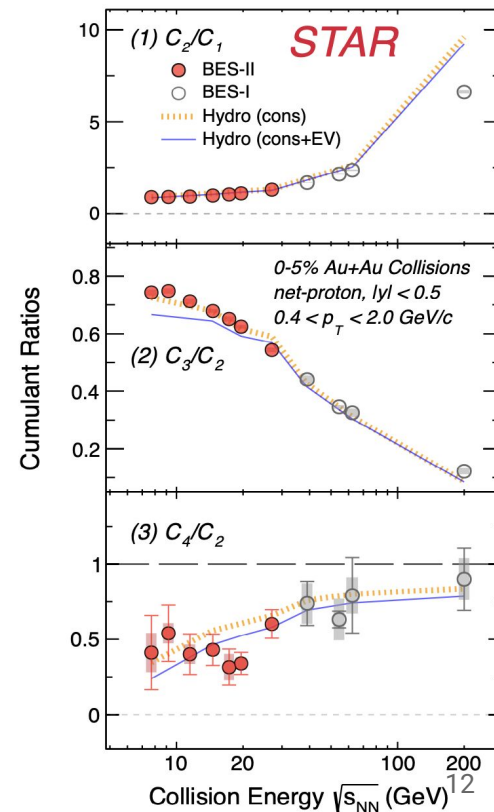 (1) C₂/C₁
STAR
BES-II
BES-I
Hydro (cons)
Hydro (cons+EV)
10
5
0
0-5% Au+Au Collisions
net-proton, |y| < 0.5
0.4 < p_T < 2.0 GeV/c
(2) C₃/C₂
0.8
0.6
0.4
0.2
Cumulant Ratios
(3) C₄/C₂
1
0.5
0
10 20 100 200
Collision Energy √s_NN (GeV)
12